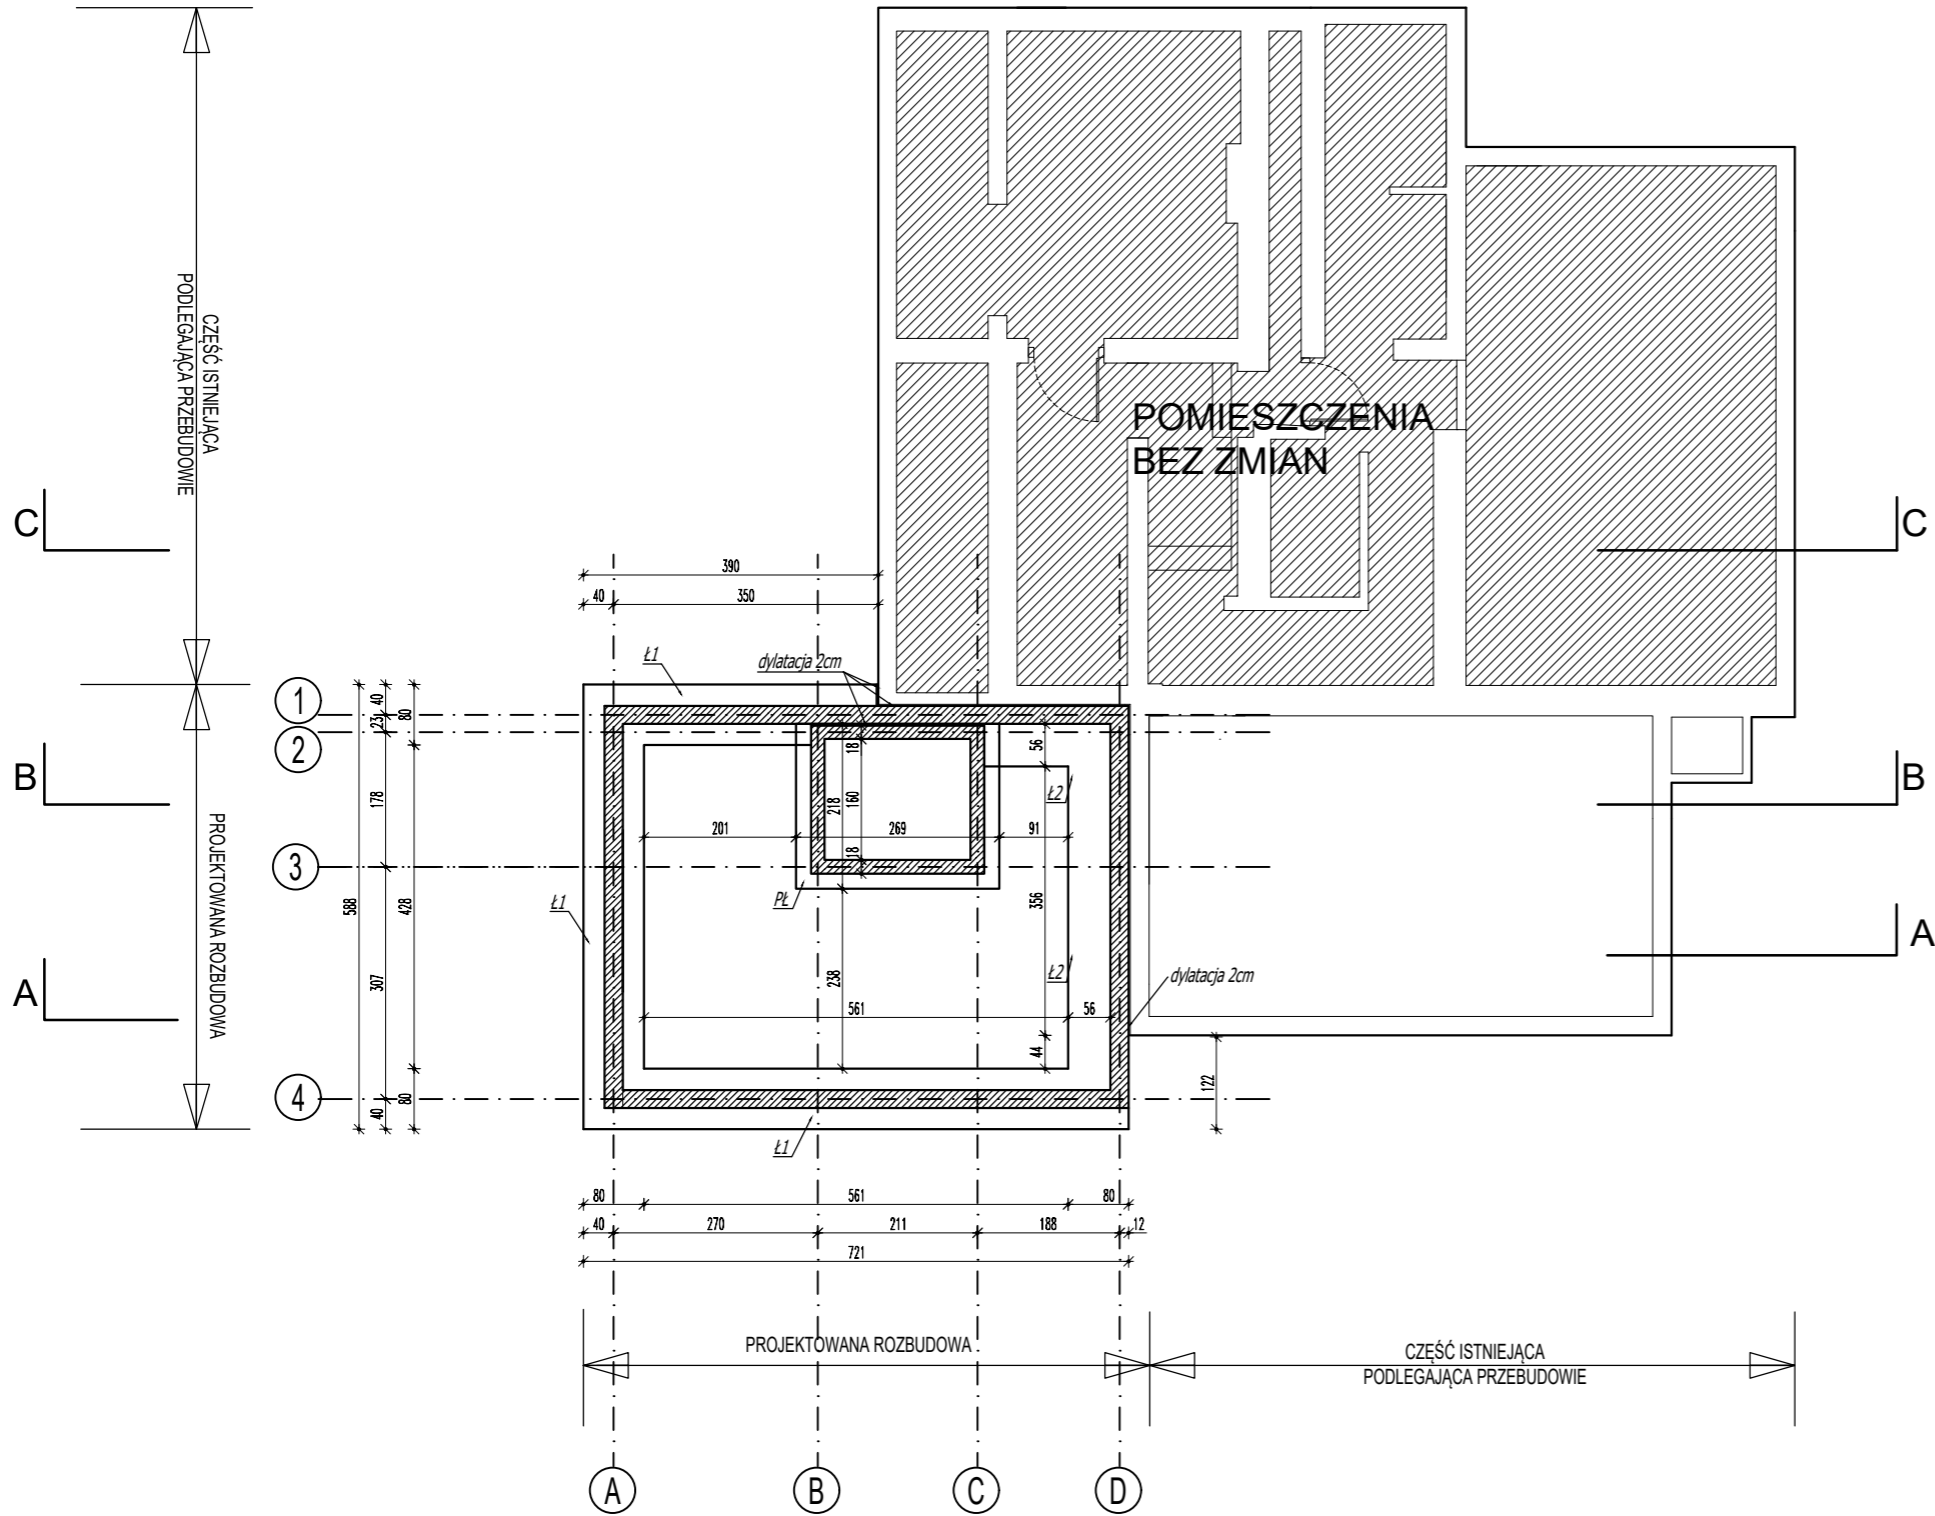 CZĘŚĆ ISTNIEJĄCA
PODLEGAJĄCA PRZEBUDOWIE
POMIESZCZENIA
BEZ ZMIAN
C
C
390
40
350
Ł1
dylatacja 2cm
1
2
3
4
40
23
178
307
40
80
428
80
588
B
B
A
A
PROJEKTOWANA ROZBUDOWA
18
160
18
218
238
56
356
44
Ł2
Ł2
201
269
91
PŁ
Ł1
561
56
dylatacja 2cm
122
Ł1
80
561
80
40
270
211
188
12
721
PROJEKTOWANA ROZBUDOWA
CZĘŚĆ ISTNIEJĄCA
PODLEGAJĄCA PRZEBUDOWIE
A
B
C
D